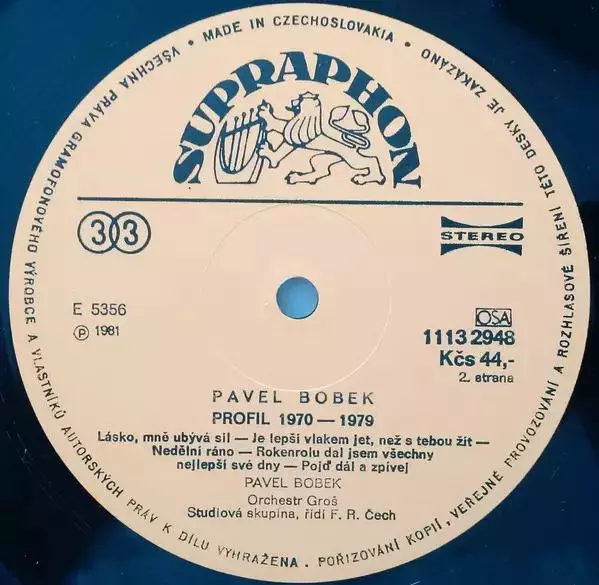 VŠECHNA PRÁVA GRAMOFONOVÉHO VÝROBCE A VLASTNÍKŮ AUTORSKÝCH PRÁV K DÍLU VYHRAŽENA . POŘIZOVÁNÍ KOPIÍ, VEŘEJNÉ PROVOZOVÁNÍ A ROZHLASOVÉ ŠÍŘENÍ TÉTO DESKY JE ZAKÁZÁNO • MADE IN CZECHOSLOVAKIA •
SUPRAPHON
33
STEREO
E 5356
Ⓟ 1981
OSA
1113 2948
Kčs 44,-
2. strana
PAVEL BOBEK
PROFIL 1970 — 1979
Lásko, mně ubývá sil — Je lepší vlakem jet, než s tebou žít —
Nedělní ráno — Rokenrolu dal jsem všechny
nejlepší své dny — Pojď dál a zpívej
PAVEL BOBEK
Orchestr Groš
Studiová skupina, řídí F. R. Čech